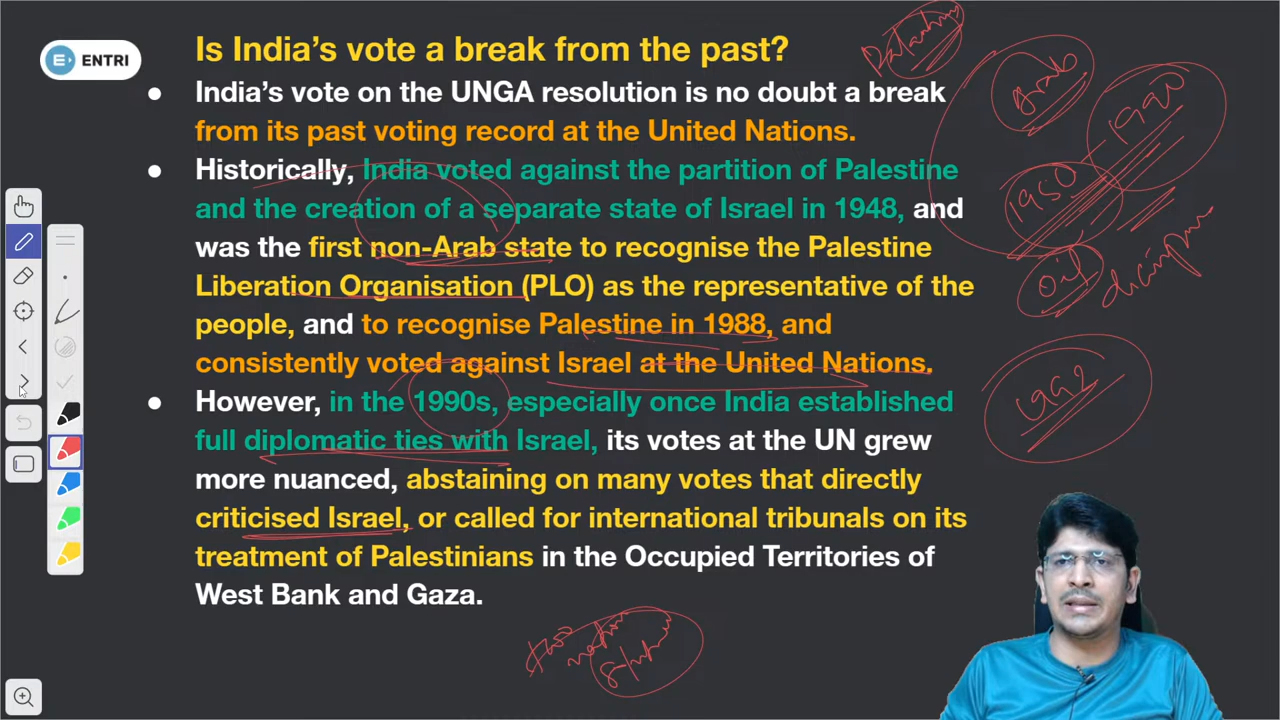 ENTRI
Is India's vote a break from the past?
India's vote on the UNGA resolution is no doubt a break
from its past voting record at the United Nations.
Historically, India voted against the partition of Palestine
and the creation of a separate state of Israel in 1948, and
was the first non-Arab state to recognise the Palestine
Liberation Organisation (PLO) as the representative of the
people, and to recognise Palestine in 1988, and
consistently voted against Israel at the United Nations.
However, in the 1990s, especially once India established
full diplomatic ties with Israel, its votes at the UN grew
more nuanced, abstaining on many votes that directly
criticised Israel, or called for international tribunals on its
treatment of Palestinians in the Occupied Territories of
West Bank and Gaza.
Arab
1990
1950
Oil
1992